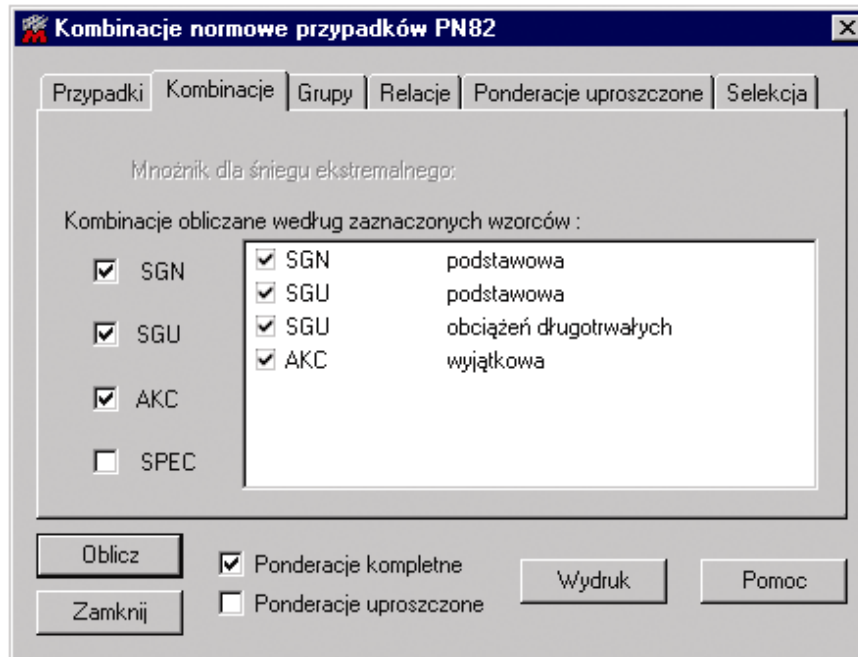 Kombinacje normowe przypadków PN82
Przypadki Kombinacje Grupy Relacje Ponderacje uproszczone Selekcja
Mnożnik dla śniegu ekstremalnego:
Kombinacje obliczane według zaznaczonych wzorców :
SGN
SGU
AKC
SPEC
SGN podstawowa
SGU podstawowa
SGU obciążeń długotrwałych
AKC wyjątkowa
Oblicz
Zamknij
Ponderacje kompletne
Ponderacje uproszczone
Wydruk
Pomoc